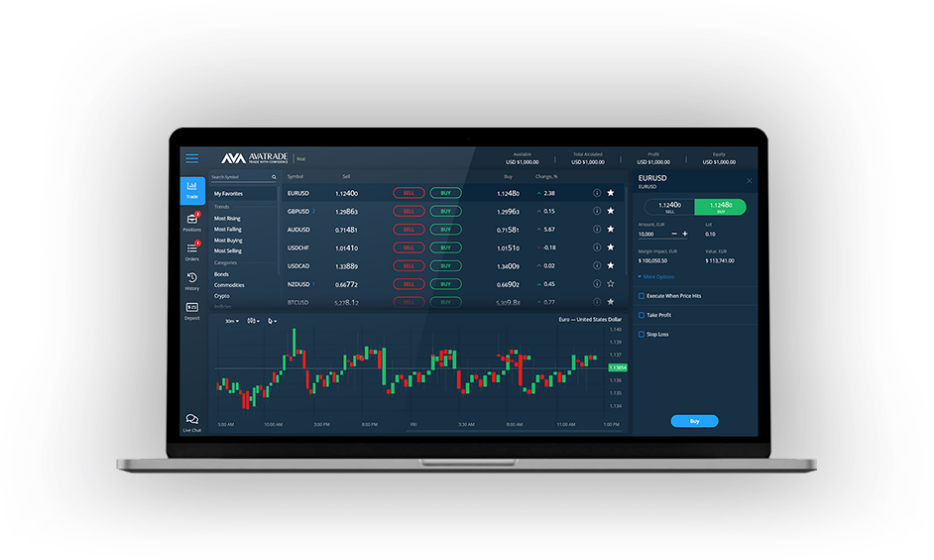 AVA AVATRADE Real
TRADE WITH CONFIDENCE
Available Total Allocated Profit Equity
USD $1,000.00 USD $1,000.00 USD $1,000.00 USD $1,000.00
Trade
Positions
Orders
History
Deposit
Live Chat
Search Symbol
My Favorites
Trends
Most Rising
Most Falling
Most Buying
Most Selling
Categories
Bonds
Commodities
Crypto
Indices
Symbol Sell Buy Change, %
EURUSD 1.12400 SELL BUY 1.12480 2.38
GBPUSD 1.29863 SELL BUY 1.29963 0.15
AUDUSD 0.71481 SELL BUY 0.71581 5.67
USDCHF 1.01410 SELL BUY 1.01510 -0.18
USDCAD 1.33889 SELL BUY 1.34009 0.02
NZDUSD 0.66772 SELL BUY 0.66902 0.45
BTCUSD 5,278.12 SELL BUY 5,309.88 0.77
EURUSD
EURUSD
1.12400 1.12480
SELL BUY
Amount, EUR Lot
10,000 0.10
Margin Impact, EUR Value, EUR
$ 100,050.50 $ 113,741.00
More Options
Execute When Price Hits
Take Profit
Stop Loss
Buy
30m
Euro — United States Dollar
1.140
1.139
1.137
1.136
1.135
1.134
5:00 AM 10:00 AM 3:00 PM 8:00 PM FRI 3:30 AM 8:00 AM 11:00 AM 1:00 PM